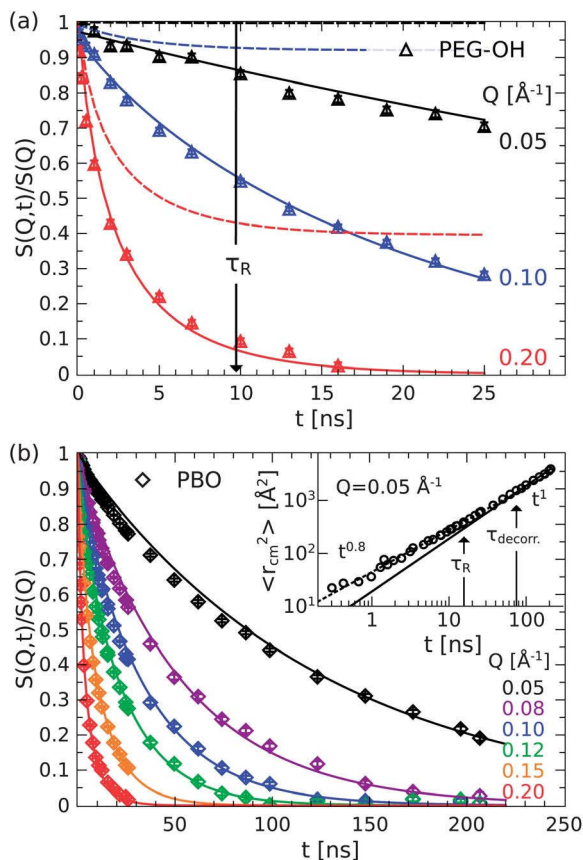 (a)
1
0.9
0.8
0.7
0.6
0.5
0.4
0.3
0.2
0.1
0
S(Q,t)/S(Q)
PEG-OH
Q [Å⁻¹]
0.05
0.10
0.20
τR
0 5 10 15 20 25 30
t [ns]
(b)
1
0.9
0.8
0.7
0.6
0.5
0.4
0.3
0.2
0.1
0
S(Q,t)/S(Q)
PBO
Q=0.05 Å⁻¹
<rcm²> [Å²]
10³
10²
10¹
t⁰·⁸
t¹
τR
τdecorr.
1 10 100
t [ns]
Q [Å⁻¹]
0.05
0.08
0.10
0.12
0.15
0.20
50 100 150 200 250
t [ns]